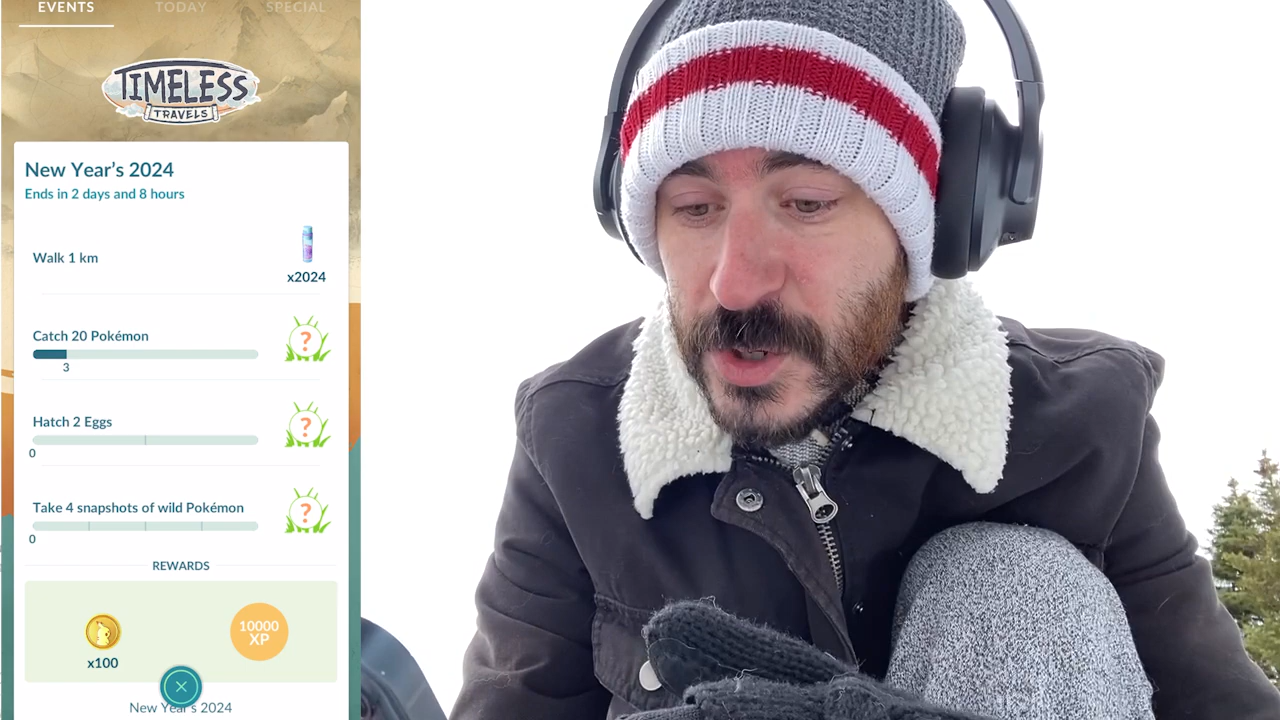 EVENTS
TODAY
SPECIAL
TIMELESS
TRAVELS
New Year's 2024
Ends in 2 days and 8 hours
Walk 1 km
x2024
Catch 20 Pokémon
?
3
Hatch 2 Eggs
?
0
Take 4 snapshots of wild Pokémon
?
0
REWARDS
10000
XP
x100
New Year's 2024